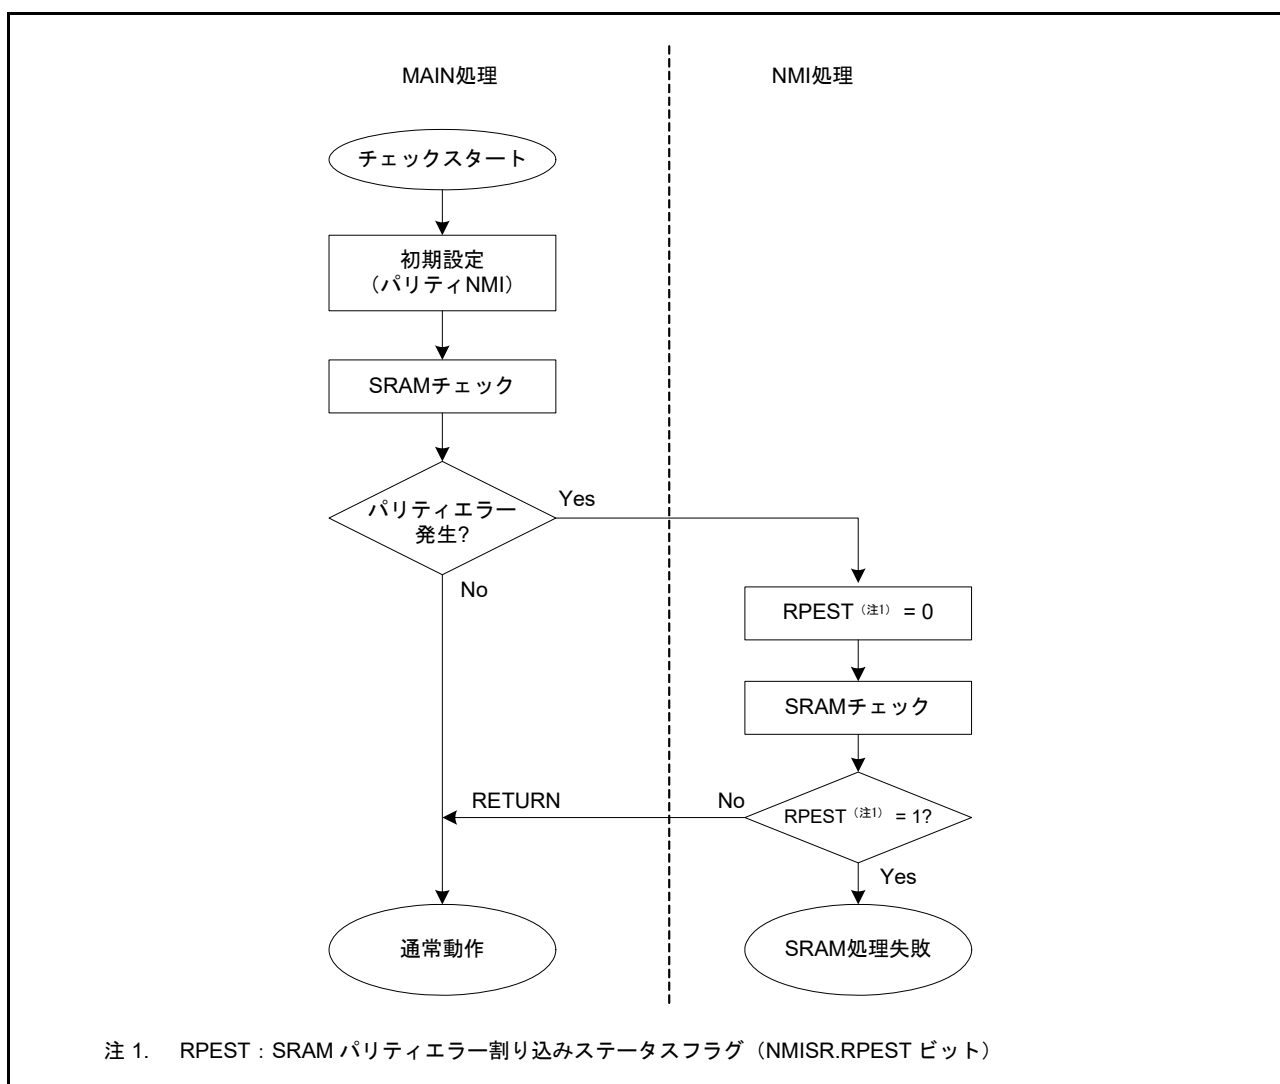 MAIN処理
NMI処理
チェックスタート
初期設定
（パリティNMI）
SRAMチェック
パリティエラー
発生?
Yes
No
RPEST（注1） = 0
SRAMチェック
RPEST（注1） = 1?
No
RETURN
Yes
通常動作
SRAM処理失敗
注 1. RPEST：SRAM パリティエラー割り込みステータスフラグ（NMISR.RPEST ビット）